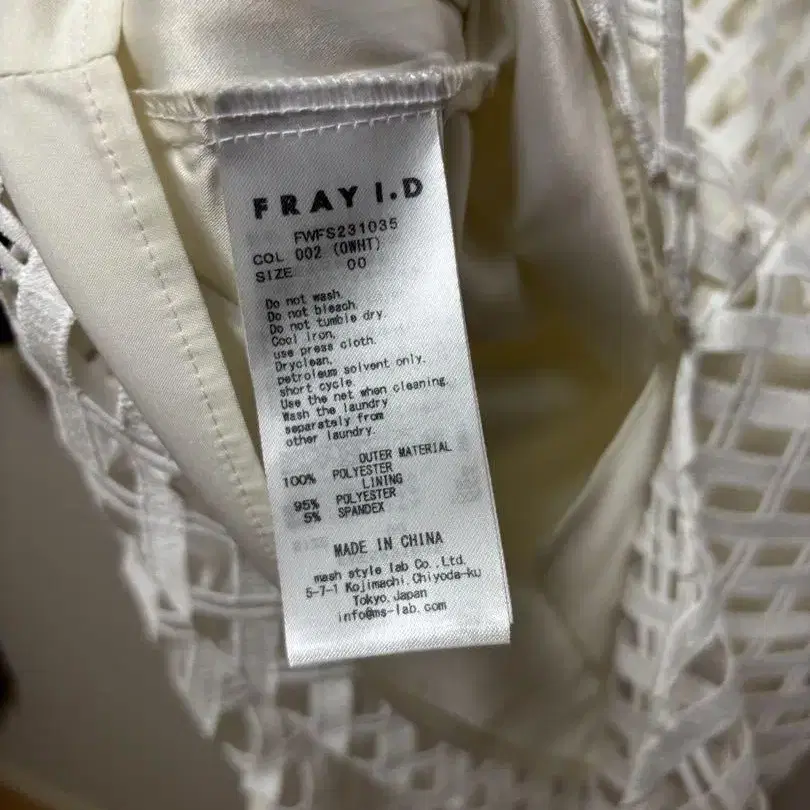 FRAY I.D
FWFS231035
COL 002 (OWHT)
SIZE 00
Do not wash.
Do not bleach.
Do not tumble dry.
Cool iron.
use press cloth.
Dryclean.
petroleum solvent only.
short cycle
Use the net when cleaning.
Wash the laundry
separately from
other laundry.
OUTER MATERIAL
100% POLYESTER
LINING
95% POLYESTER
5% SPANDEX
MADE IN CHINA
mash style lab Co.,Ltd.
5-7-1 Kojimachi,Chiyoda-ku
Tokyo,Japan
info@ms-lab.com